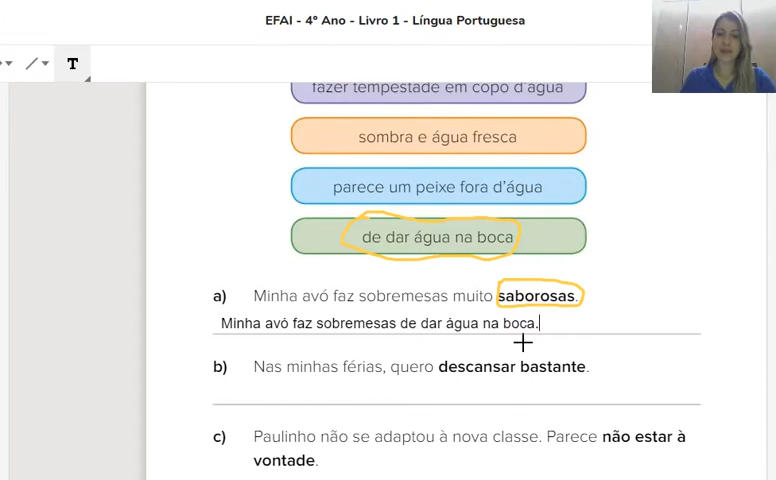 EFAI - 4º Ano - Livro 1 - Língua Portuguesa
T
fazer tempestade em copo d'água
sombra e água fresca
parece um peixe fora d'água
de dar água na boca
a) Minha avó faz sobremesas muito saborosas.
Minha avó faz sobremesas de dar água na boca.
b) Nas minhas férias, quero descansar bastante.
c) Paulinho não se adaptou à nova classe. Parece não estar à
vontade.